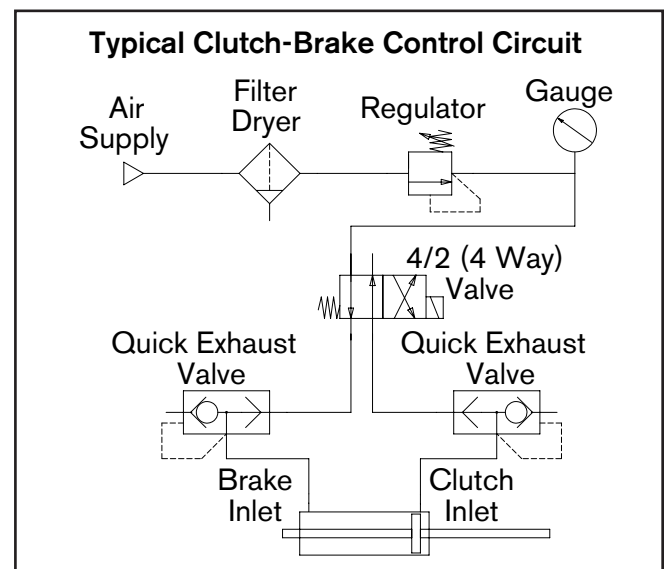 Typical Clutch-Brake Control Circuit
Air
Supply
Filter
Dryer
Regulator
Gauge
4/2 (4 Way)
Valve
Quick Exhaust
Valve
Quick Exhaust
Valve
Brake
Inlet
Clutch
Inlet